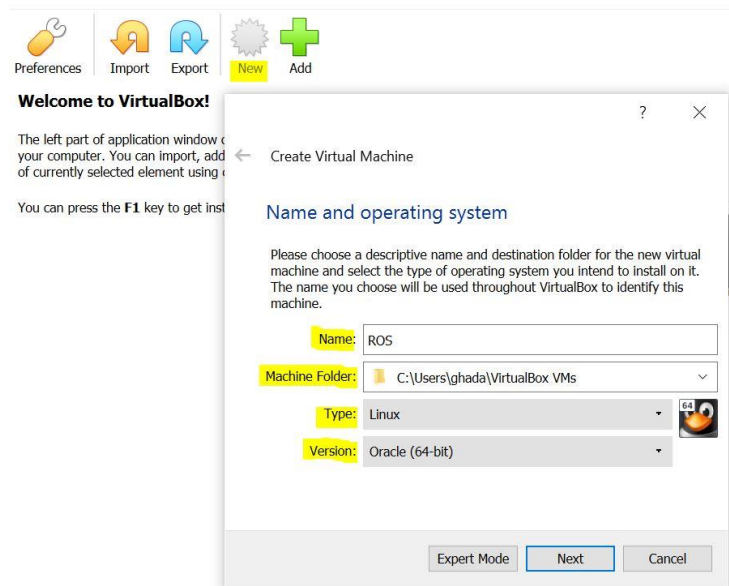 Preferences Import Export New Add
Welcome to VirtualBox!
The left part of application window
your computer. You can import, add
of currently selected element using
You can press the F1 key to get
?
Create Virtual Machine
Name and operating system
Please choose a descriptive name and destination folder for the new virtual
machine and select the type of operating system you intend to install on it.
The name you choose will be used throughout VirtualBox to identify this
machine.
Name: ROS
Machine Folder: C:\Users\ghada\VirtualBox VMs
Type: Linux
64
Version: Oracle (64-bit)
Expert Mode Next Cancel